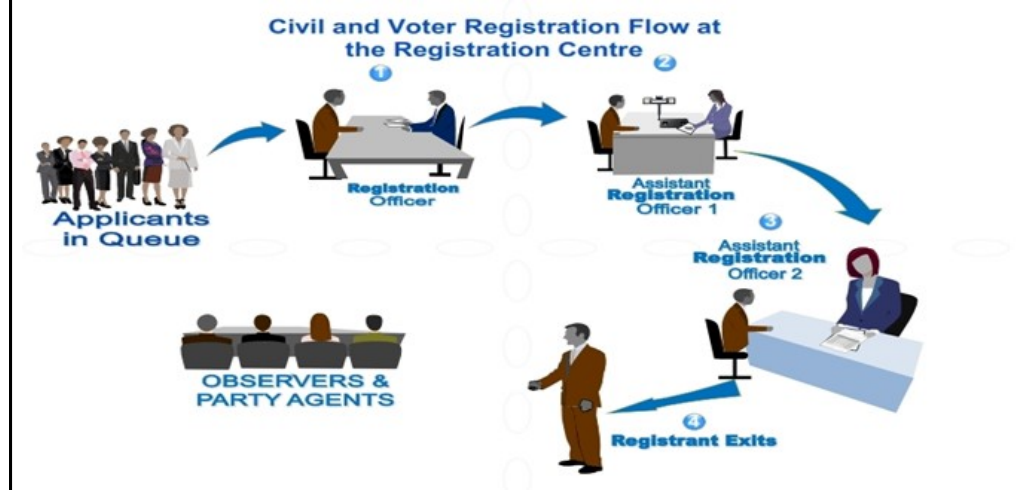 Civil and Voter Registration Flow at
the Registration Centre
1
2
Registration
Officer
Assistant
Registration
Officer 1
Applicants
in Queue
3
Assistant
Registration
Officer 2
OBSERVERS &
PARTY AGENTS
4
Registrant Exits